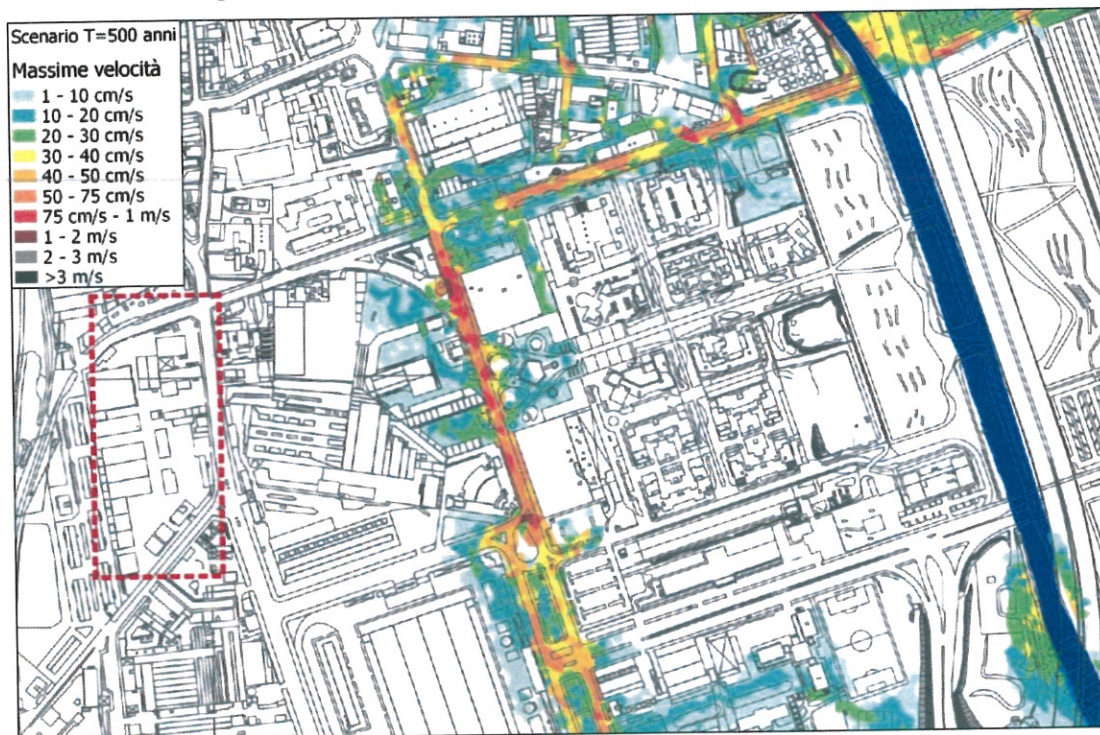 Scenario T=500 anni
Massime velocità
1 - 10 cm/s
10 - 20 cm/s
20 - 30 cm/s
30 - 40 cm/s
40 - 50 cm/s
50 - 75 cm/s
75 cm/s - 1 m/s
1 - 2 m/s
2 - 3 m/s
>3 m/s